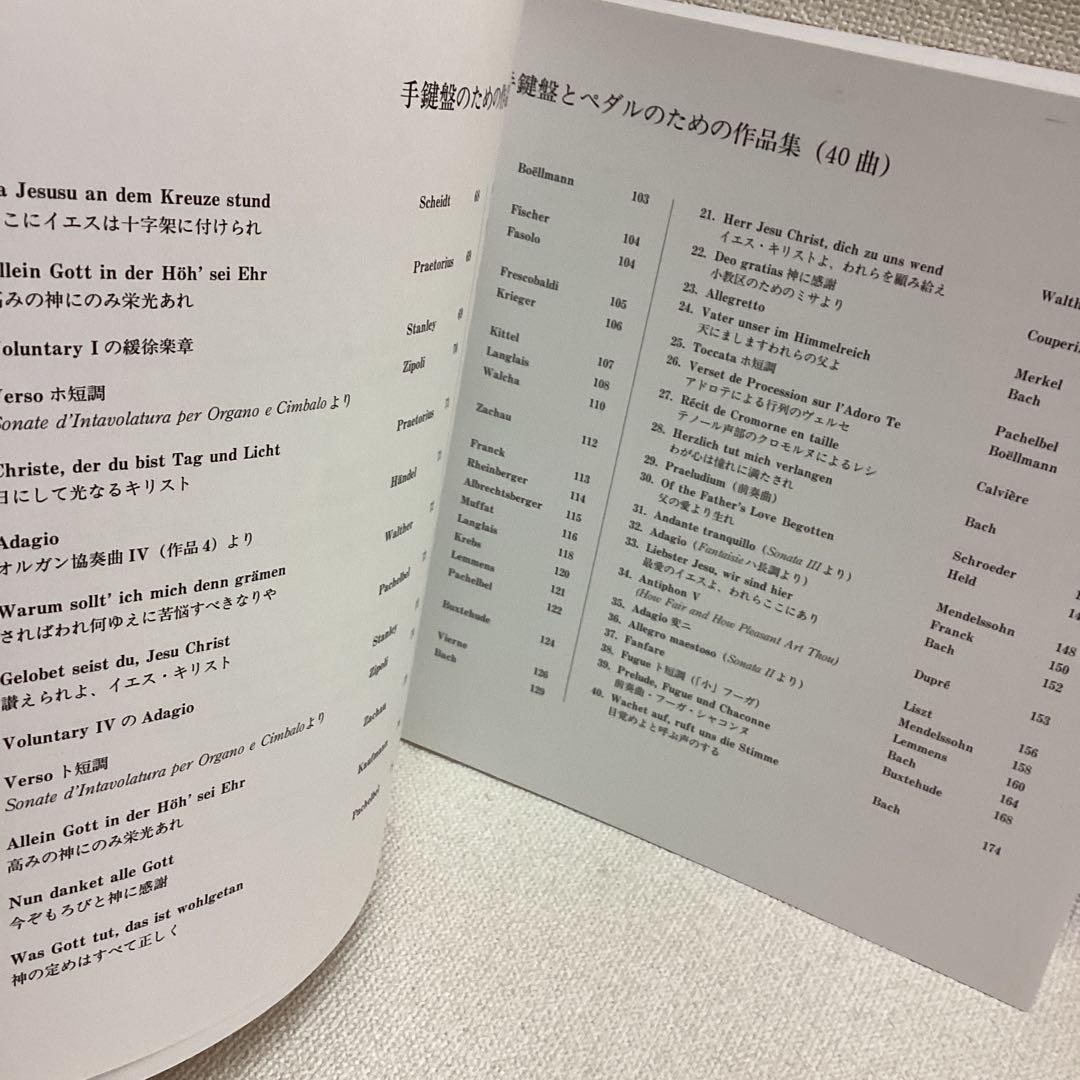 手鍵盤のための作
a Jesusu an dem Kreuze stund Scheidt 68
こにイエスは十字架に付けられ
Allein Gott in der Höh' sei Ehr Praetorius 69
高みの神にのみ栄光あれ
Voluntary I の緩徐楽章 Stanley 69
Verso ホ短調 Zipoli 70
Sonate d'Intavolatura per Organo e Cimbaloより
Christe, der du bist Tag und Licht Praetorius 71
日にして光なるキリスト
Adagio Händel 71
オルガン協奏曲 IV（作品 4）より
Warum sollt' ich mich denn grämen Walther
さればわれ何ゆえに苦悩すべきなりや
Gelobet seist du, Jesu Christ Pachelbel
讃えられよ、イエス・キリスト
Voluntary IV の Adagio Stanley
Verso ト短調 Zipoli
Sonate d'Intavolatura per Organo e Cimbaloより
Allein Gott in der Höh' sei Ehr Zachau
高みの神にのみ栄光あれ
Nun danket alle Gott Kaufmann
今ぞもろびと神に感謝
Was Gott tut, das ist wohlgetan Pachelbel
神の定めはすべて正しく
手鍵盤とペダルのための作品集（40 曲）
Boëllmann 103
Fischer 104
Fasolo 104
Frescobaldi 105
Krieger 106
Kittel 107
Langlais 108
Walcha 110
Zachau 112
Franck 113
Rheinberger 114
Albrechtsberger 115
Muffat 116
Langlais 118
Krebs 120
Lemmens 121
Pachelbel 122
Buxtehude 124
Vierne 126
Bach 129
21. Herr Jesu Christ, dich zu uns wend Walth
イエス・キリストよ、われらを顧み給え
22. Deo gratias 神に感謝 Couperi
小教区のためのミサより
23. Allegretto Merkel
24. Vater unser im Himmelreich Bach
天にましますわれらの父よ
25. Toccata ホ短調 Pachelbel
26. Verset de Procession sur l'Adoro Te Boëllmann
アドロテによる行列のヴェルセ
27. Récit de Cromorne en taille Calvière
テノール声部のクロモルヌによるレシ
28. Herzlich tut mich verlangen Bach
わが心は憧れに満たされ
29. Praeludium（前奏曲） Schroeder
30. Of the Father's Love Begotten Held
父の愛より生れ
31. Andante tranquillo（Sonata III より） Mendelssohn 148
32. Adagio（Fantaisie ハ長調より） Franck 150
33. Liebster Jesu, wir sind hier Bach 152
最愛のイエスよ、われらここにあり
34. Antiphon V Dupré 153
(How Fair and How Pleasant Art Thou)
35. Adagio 変ニ Liszt 156
36. Allegro maestoso（Sonata II より） Mendelssohn 158
37. Fanfare Lemmens 160
38. Fugue ト短調（「小」フーガ） Bach 164
39. Prelude, Fugue und Chaconne Buxtehude 168
前奏曲・フーガ・シャコンヌ
40. Wachet auf, ruft uns die Stimme Bach 174
目覚めよと呼ぶ声のする